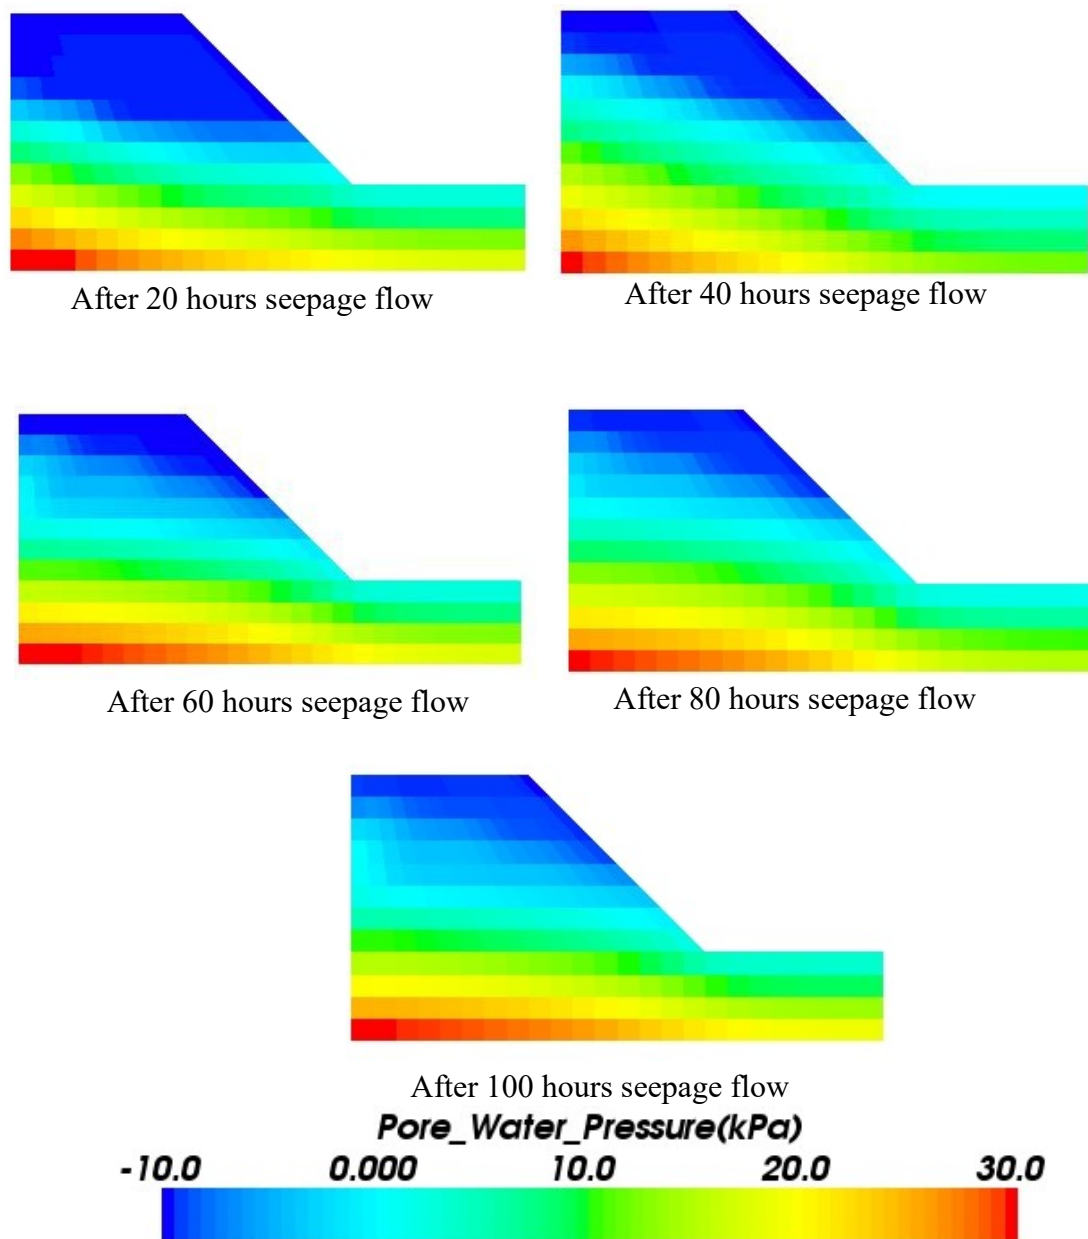 After 20 hours seepage flow
After 40 hours seepage flow
After 60 hours seepage flow
After 80 hours seepage flow
After 100 hours seepage flow
Pore_Water_Pressure(kPa)
-10.0 0.000 10.0 20.0 30.0